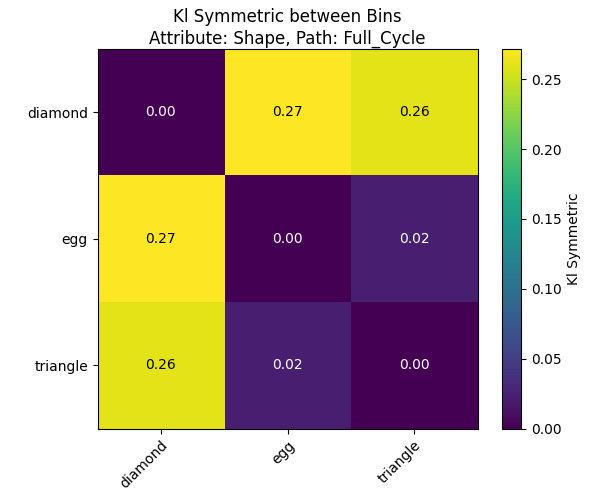 Kl Symmetric between Bins
Attribute: Shape, Path: Full_Cycle
diamond 0.00 0.27 0.26
egg 0.27 0.00 0.02
triangle 0.26 0.02 0.00
diamond egg triangle
0.25
0.20
0.15
0.10
0.05
0.00
Kl Symmetric